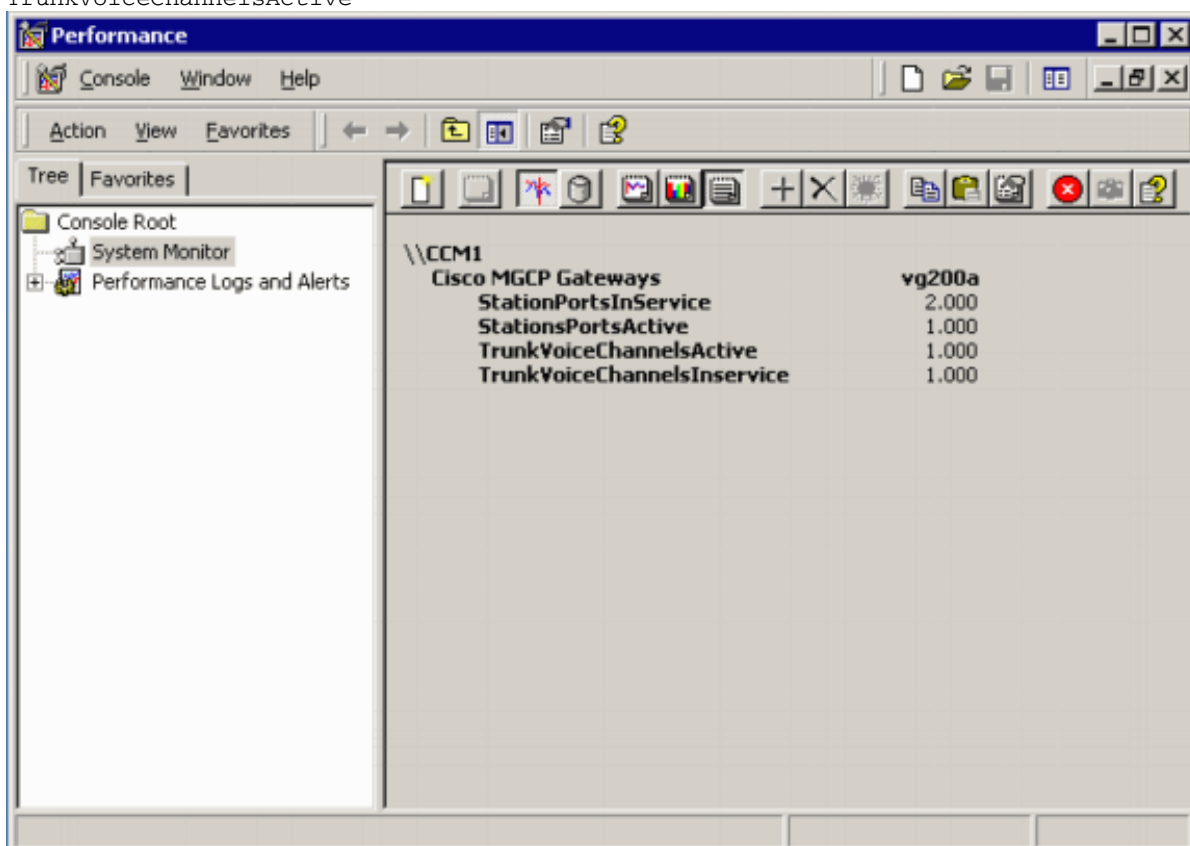 TrunkVoiceChannelsActive
Performance
Console Window Help
Action View Favorites
Tree Favorites
Console Root
System Monitor
Performance Logs and Alerts
\\CCM1
Cisco MGCP Gateways vg200a
StationPortsInService 2.000
StationsPortsActive 1.000
TrunkVoiceChannelsActive 1.000
TrunkVoiceChannelsInservice 1.000